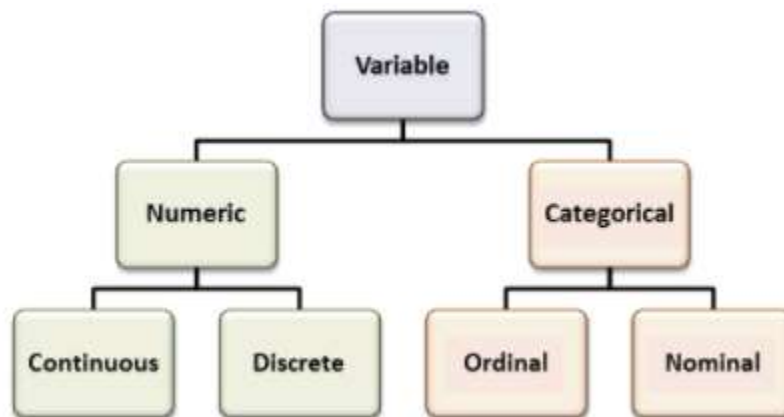 Variable
Numeric
Categorical
Continuous
Discrete
Ordinal
Nominal